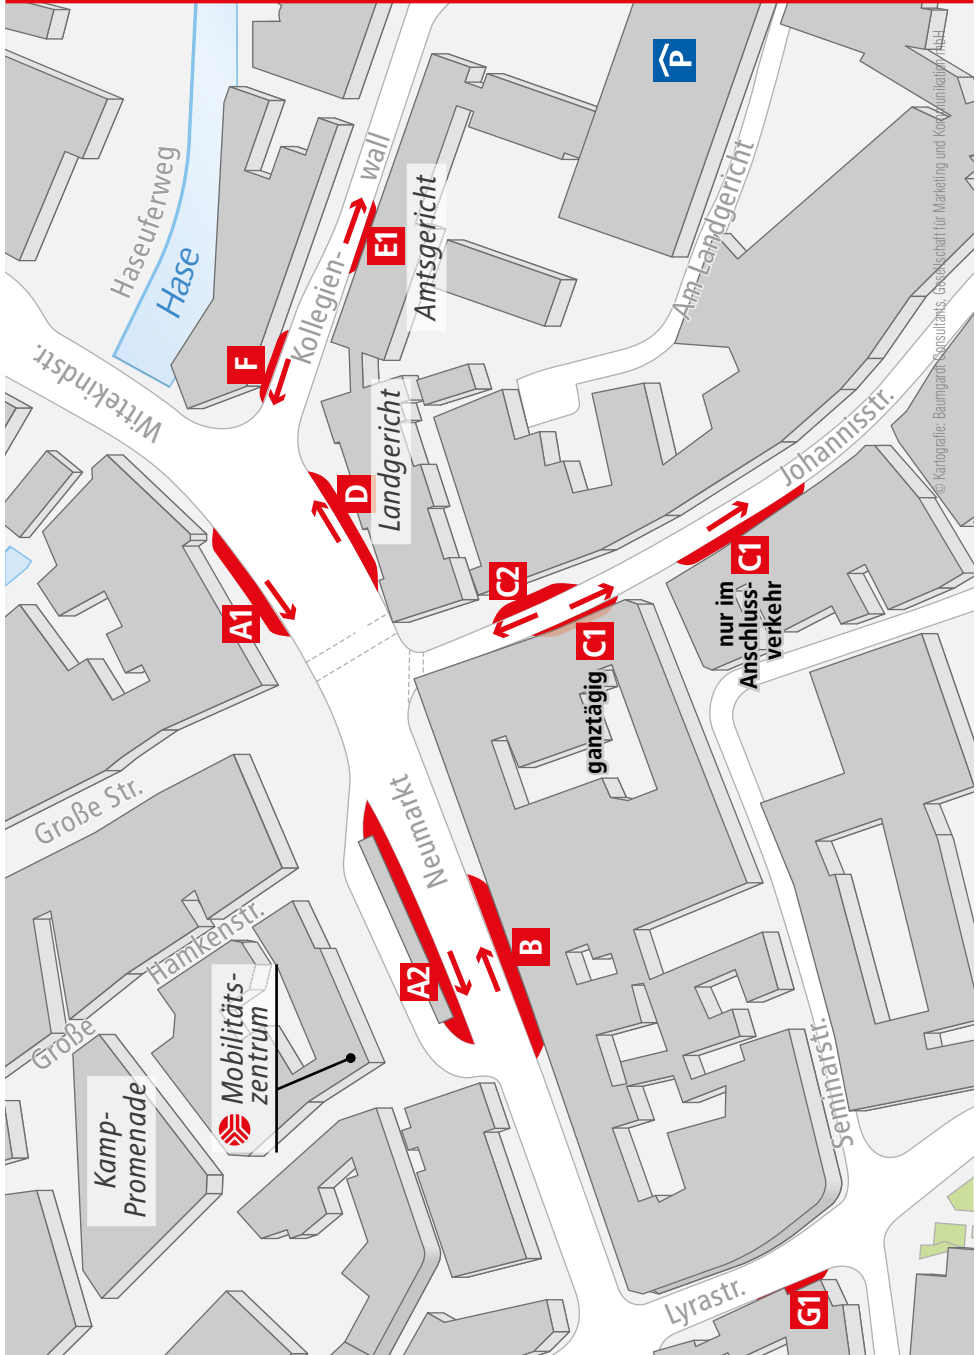 Wittekindstr.
Haseuferweg
Hase
P
Kollegien-
wall
F
E1
Amtsgericht
Am Landgericht
Landgericht
D
A1
C2
C1
ganztägig
C1
nur im
Anschluss-
verkehr
Johannisstr.
Große Str.
Neumarkt
A2
B
Große
Hamkenstr.
Mobilitäts-
zentrum
Kamp-
Promenade
Seminarstr.
Lyrastr.
G1
© Kartografie: Baumgardt Consultants, Gesellschaft für Marketing und Kommunikation mbH